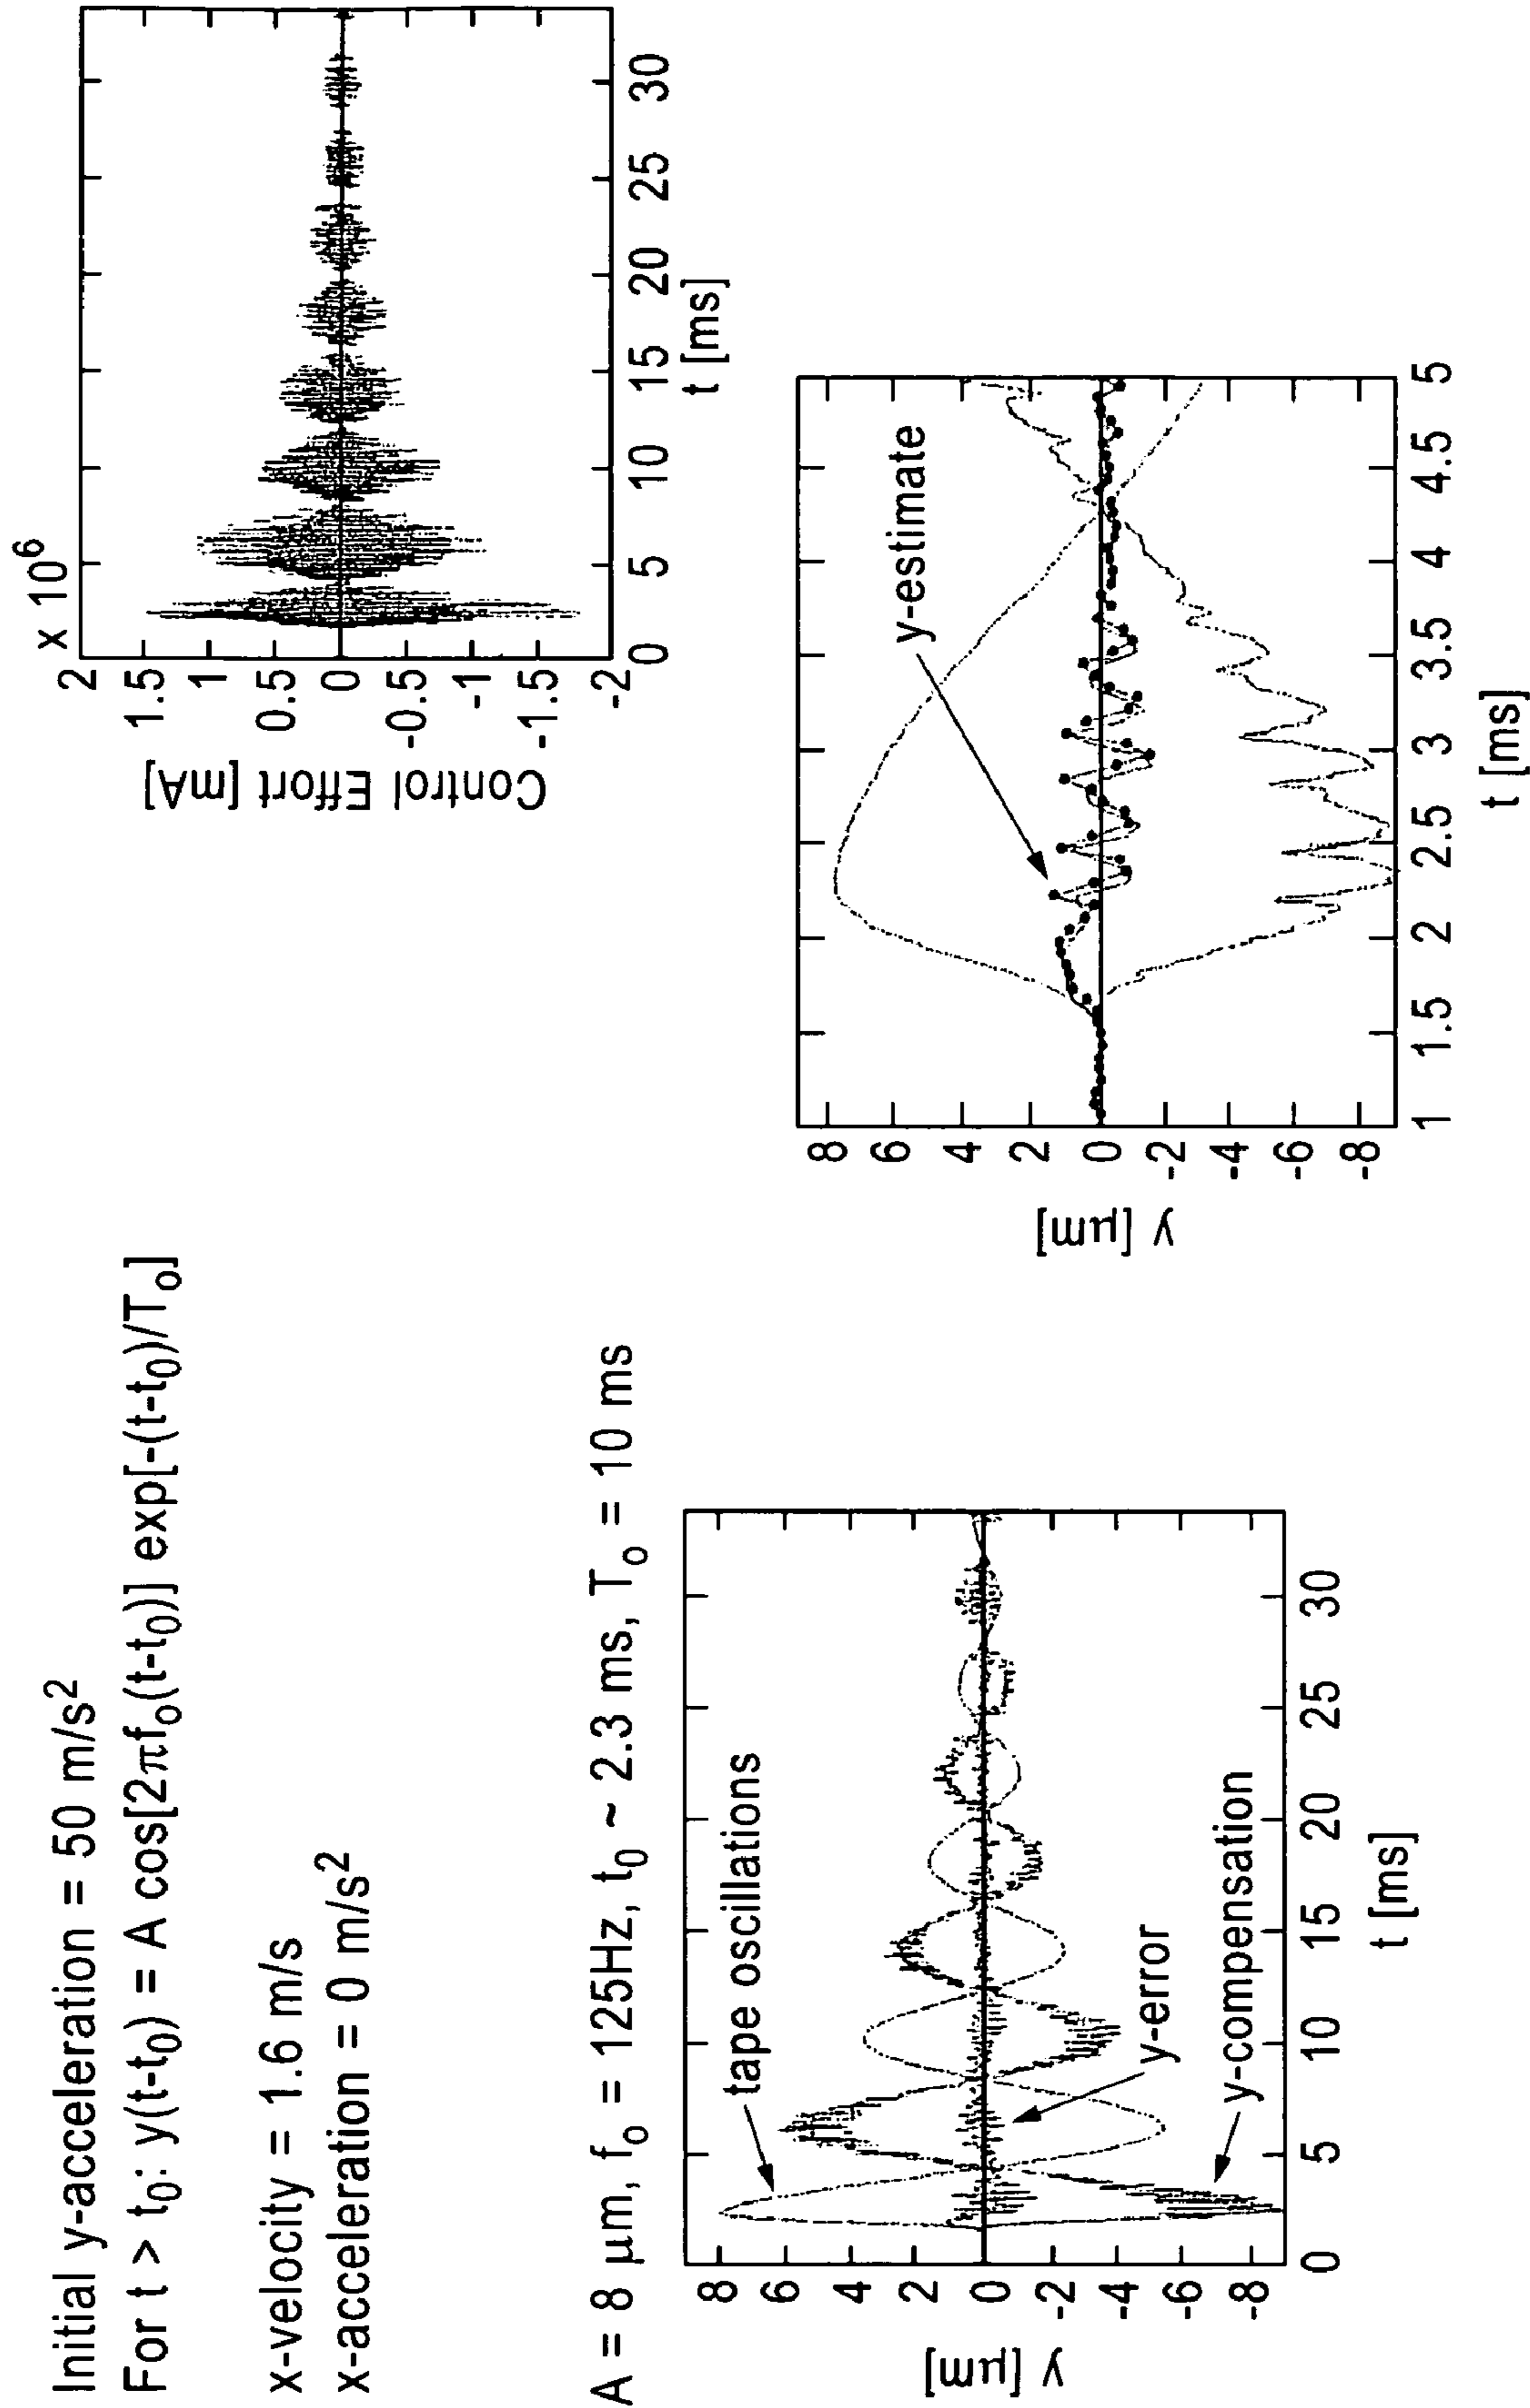 Initial y-acceleration = 50 m/s²
For t > t₀: y(t-t₀) = A cos[2πf₀(t-t₀)] exp[-(t-t₀)/T₀]
x-velocity = 1.6 m/s
x-acceleration = 0 m/s²
A = 8 μm, f₀ = 125Hz, t₀ ~ 2.3 ms, T₀ = 10 ms
x 10⁶
2
1.5
1
0.5
0
-0.5
-1
-1.5
-2
Control Effort [mA]
0 5 10 15 20 25 30
t [ms]
8
6
4
2
0
-2
-4
-6
-8
y [μm]
tape oscillations
y-error
y-compensation
0 5 10 15 20 25 30
t [ms]
8
6
4
2
0
-2
-4
-6
-8
y [μm]
y-estimate
1 1.5 2 2.5 3 3.5 4 4.5 5
t [ms]